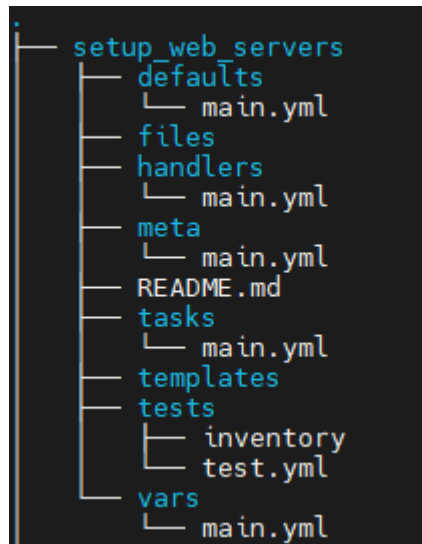 .
├── setup_web_servers
│   ├── defaults
│   │   └── main.yml
│   ├── files
│   ├── handlers
│   │   └── main.yml
│   ├── meta
│   │   └── main.yml
│   ├── README.md
│   ├── tasks
│   │   └── main.yml
│   ├── templates
│   ├── tests
│   │   ├── inventory
│   │   └── test.yml
│   └── vars
│       └── main.yml